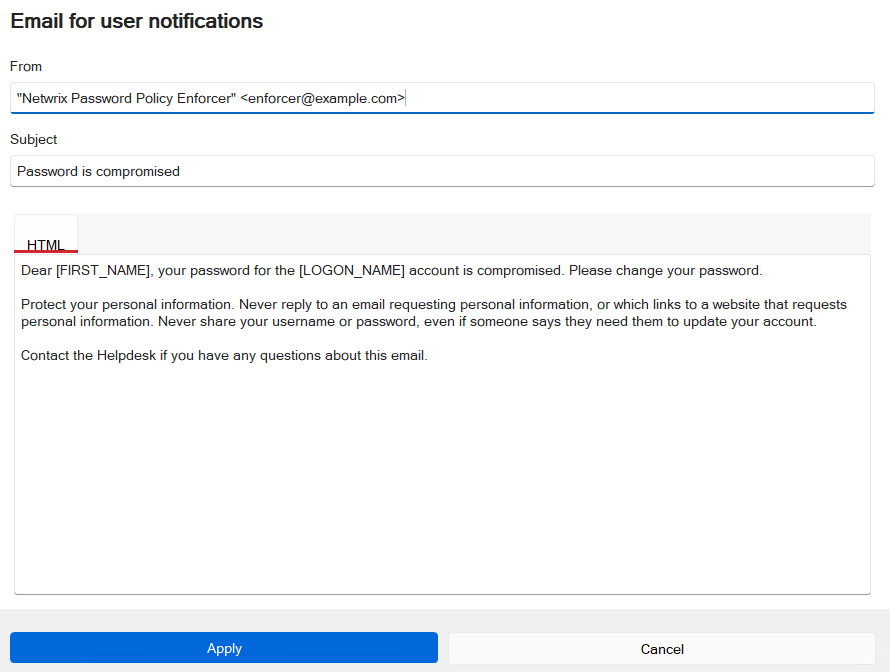 Email for user notifications
From
"Netwrix Password Policy Enforcer" <enforcer@example.com>
Subject
Password is compromised
HTML
Dear [FIRST_NAME], your password for the [LOGON_NAME] account is compromised. Please change your password.
Protect your personal information. Never reply to an email requesting personal information, or which links to a website that requests
personal information. Never share your username or password, even if someone says they need them to update your account.
Contact the Helpdesk if you have any questions about this email.
Apply
Cancel